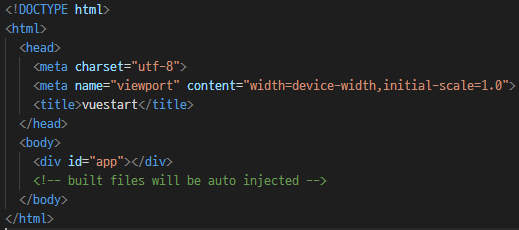 <!DOCTYPE html>
<html>
<head>
<meta charset="utf-8">
<meta name="viewport" content="width=device-width,initial-scale=1.0">
<title>vuestart</title>
</head>
<body>
<div id="app"></div>
<!-- built files will be auto injected -->
</body>
</html>